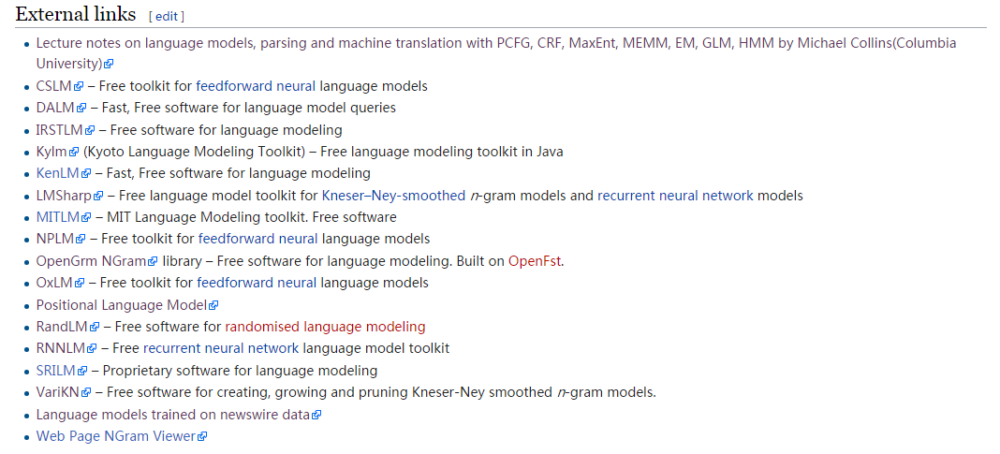 External links [ edit ]
Lecture notes on language models, parsing and machine translation with PCFG, CRF, MaxEnt, MEMM, EM, GLM, HMM by Michael Collins(Columbia
University)
CSLM – Free toolkit for feedforward neural language models
DALM – Fast, Free software for language model queries
IRSTLM – Free software for language modeling
Kylm (Kyoto Language Modeling Toolkit) – Free language modeling toolkit in Java
KenLM – Fast, Free software for language modeling
LMSharp – Free language model toolkit for Kneser–Ney-smoothed n-gram models and recurrent neural network models
MITLM – MIT Language Modeling toolkit. Free software
NPLM – Free toolkit for feedforward neural language models
OpenGrm NGram library – Free software for language modeling. Built on OpenFst.
OxLM – Free toolkit for feedforward neural language models
Positional Language Model
RandLM – Free software for randomised language modeling
RNNLM – Free recurrent neural network language model toolkit
SRILM – Proprietary software for language modeling
VariKN – Free software for creating, growing and pruning Kneser-Ney smoothed n-gram models.
Language models trained on newswire data
Web Page NGram Viewer